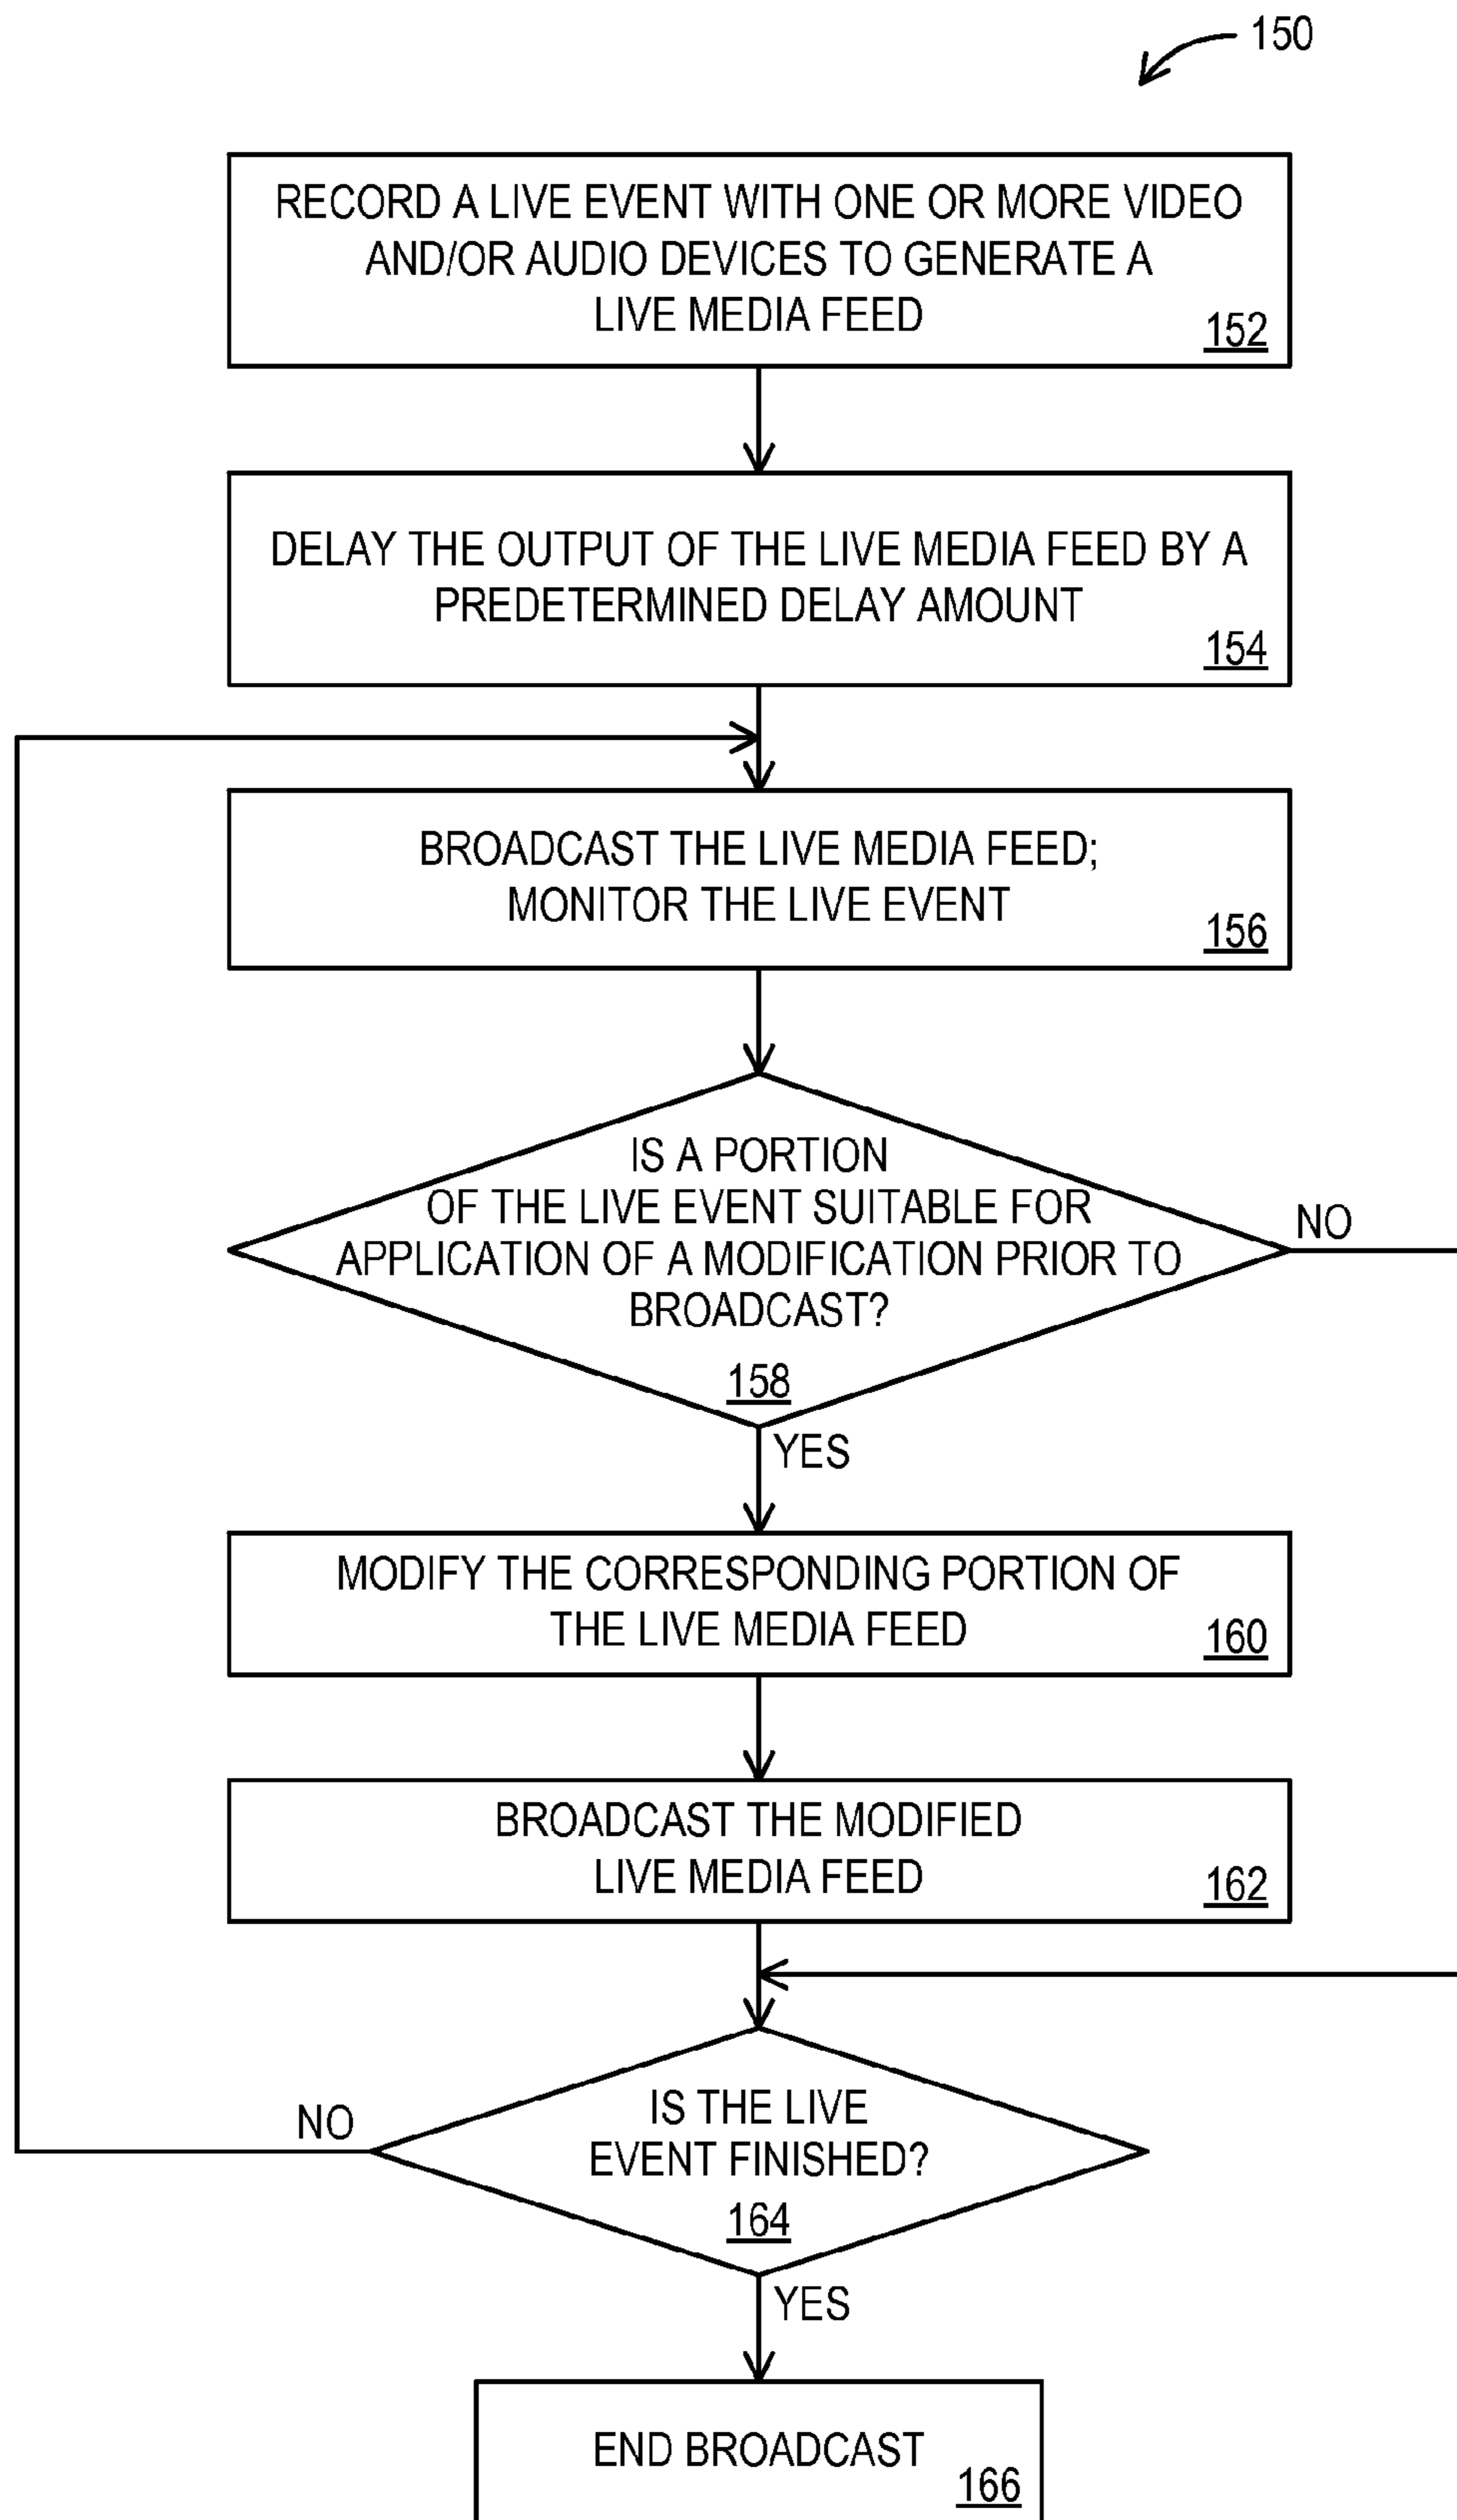 150
RECORD A LIVE EVENT WITH ONE OR MORE VIDEO
AND/OR AUDIO DEVICES TO GENERATE A
LIVE MEDIA FEED
152
DELAY THE OUTPUT OF THE LIVE MEDIA FEED BY A
PREDETERMINED DELAY AMOUNT
154
BROADCAST THE LIVE MEDIA FEED;
MONITOR THE LIVE EVENT
156
IS A PORTION
OF THE LIVE EVENT SUITABLE FOR
APPLICATION OF A MODIFICATION PRIOR TO
BROADCAST?
158
NO
YES
MODIFY THE CORRESPONDING PORTION OF
THE LIVE MEDIA FEED
160
BROADCAST THE MODIFIED
LIVE MEDIA FEED
162
IS THE LIVE
EVENT FINISHED?
164
NO
YES
END BROADCAST
166